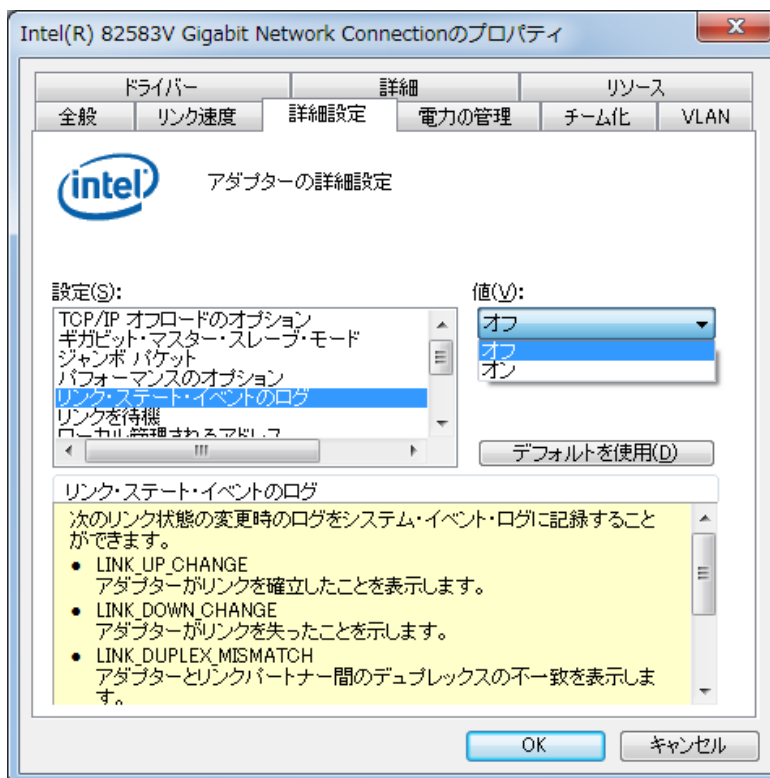 Intel(R) 82583V Gigabit Network Connectionのプロパティ
ドライバー 詳細 リソース
全般 リンク速度 詳細設定 電力の管理 チーム化 VLAN
intel アダプターの詳細設定
設定(S): 値(V):
TCP/IP オフロードのオプション
ギガビット・マスター・スレーブ・モード
ジャンボ パケット
パフォーマンスのオプション
リンク・ステート・イベントのログ
リンクを待機
ローカル管理されるアドレス
オフ
オフ
オン
デフォルトを使用(D)
リンク・ステート・イベントのログ
次のリンク状態の変更時のログをシステム・イベント・ログに記録すること
ができます。
● LINK_UP_CHANGE
アダプターがリンクを確立したことを表示します。
● LINK_DOWN_CHANGE
アダプターがリンクを失ったことを示します。
● LINK_DUPLEX_MISMATCH
アダプターとリンクパートナー間のデュプレックスの不一致を表示しま
す。
OK キャンセル